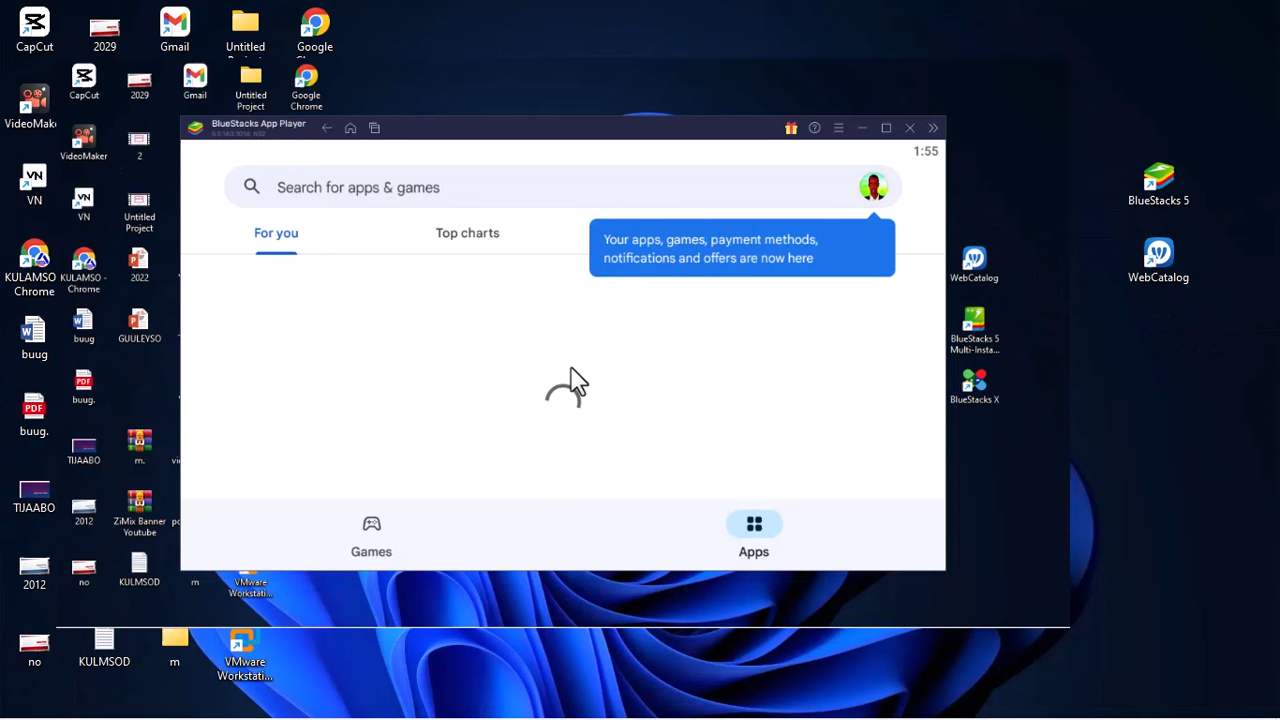 CapCut
2029
Gmail
Untitled
Project
Google
Chrome
CapCut
2029
Gmail
Untitled
Project
Google
Chrome
VideoMake
VideoMaker
2
BlueStacks App Player
1:55
Search for apps & games
For you
Top charts
Your apps, games, payment methods,
notifications and offers are now here
VN
VN
Untitled
Project
BlueStacks 5
WebCatalog
KULAMSO
Chrome
KULAMSO -
Chrome
2022
WebCatalog
buug
buug
GUULEYSO
BlueStacks 5
Multi-Insta...
buug.
buug.
BlueStacks X
TIJAABO
m.
TIJAABO
2012
ZiMix Banner
Youtube
Games
Apps
2012
no
KULMSOD
m
VMware
Workstati...
no
KULMSOD
m
VMware
Workstati...